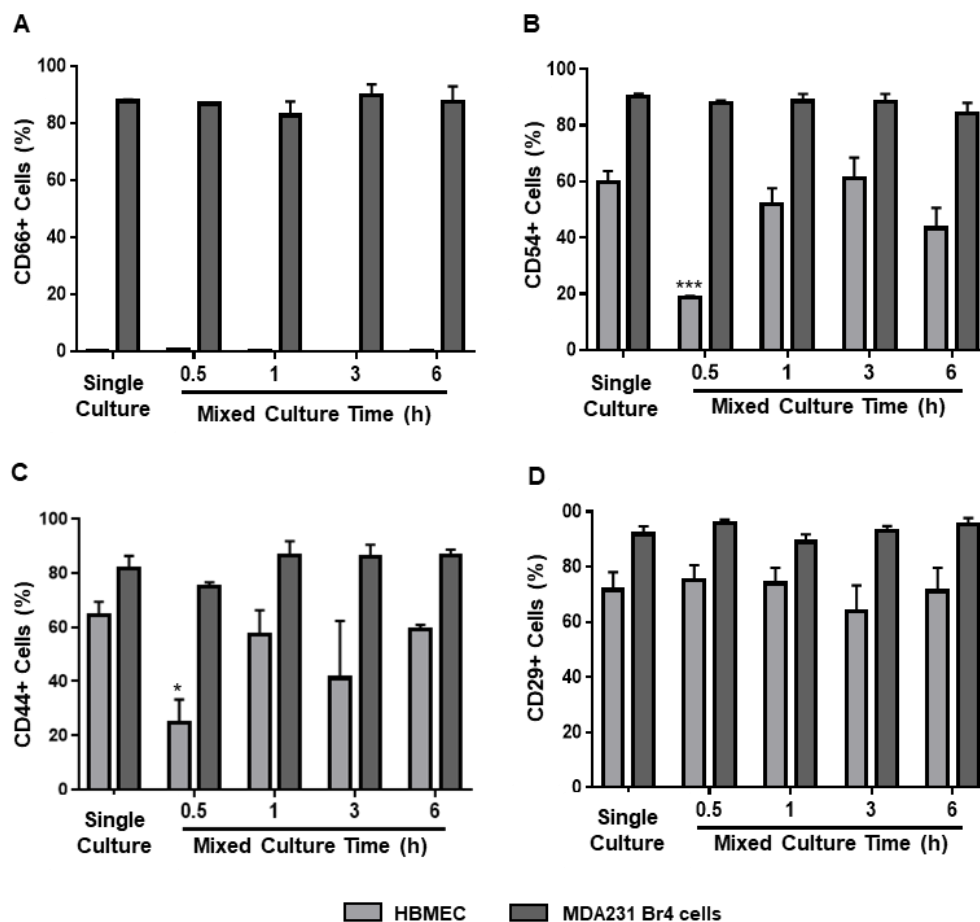 A
CD66+ Cells (%)
100
80
60
40
20
0
Single
Culture
0.5 1 3 6
Mixed Culture Time (h)
B
CD54+ Cells (%)
100
80
60
40
20
0
***
Single
Culture
0.5 1 3 6
Mixed Culture Time (h)
C
CD44+ Cells (%)
100
80
60
40
20
0
*
Single
Culture
0.5 1 3 6
Mixed Culture Time (h)
D
CD29+ Cells (%)
00
80
60
40
20
0
Single
Culture
0.5 1 3 6
Mixed Culture Time (h)
HBMEC MDA231 Br4 cells